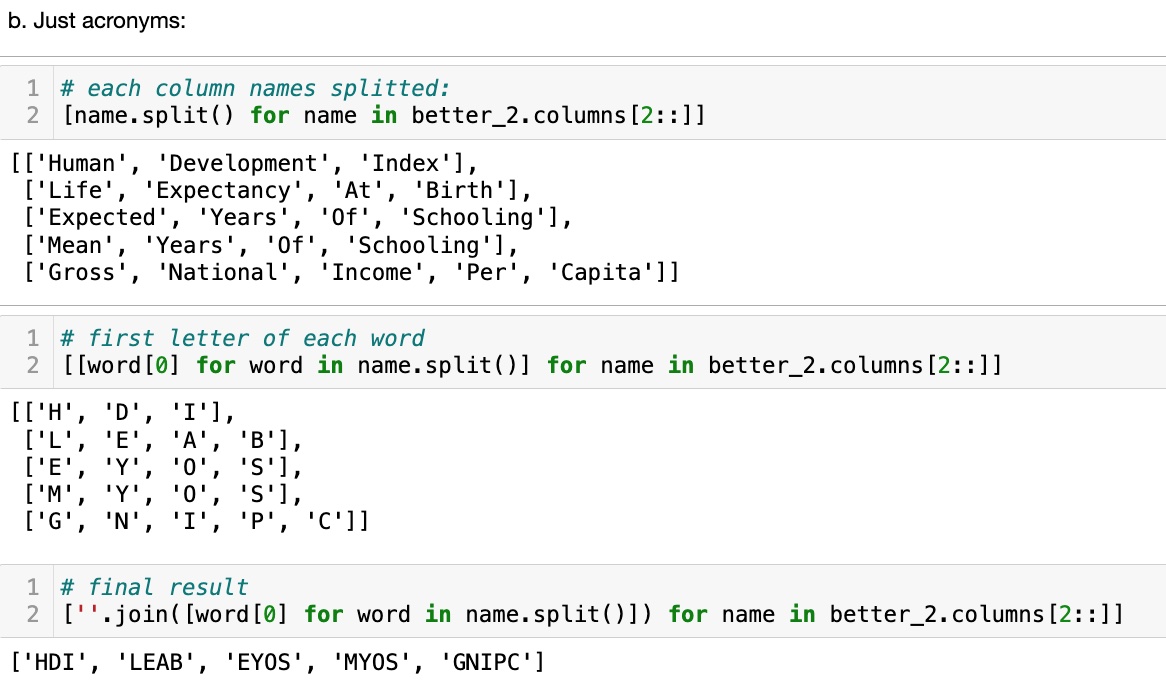 b. Just acronyms:
1 # each column names splitted:
2 [name.split() for name in better_2.columns[2::]]
[['Human', 'Development', 'Index'],
['Life', 'Expectancy', 'At', 'Birth'],
['Expected', 'Years', 'Of', 'Schooling'],
['Mean', 'Years', 'Of', 'Schooling'],
['Gross', 'National', 'Income', 'Per', 'Capita']]
1 # first letter of each word
2 [[word[0] for word in name.split()] for name in better_2.columns[2::]]
[['H', 'D', 'I'],
['L', 'E', 'A', 'B'],
['E', 'Y', 'O', 'S'],
['M', 'Y', 'O', 'S'],
['G', 'N', 'I', 'P', 'C']]
1 # final result
2 [''.join([word[0] for word in name.split()]) for name in better_2.columns[2::]]
['HDI', 'LEAB', 'EYOS', 'MYOS', 'GNIPC']